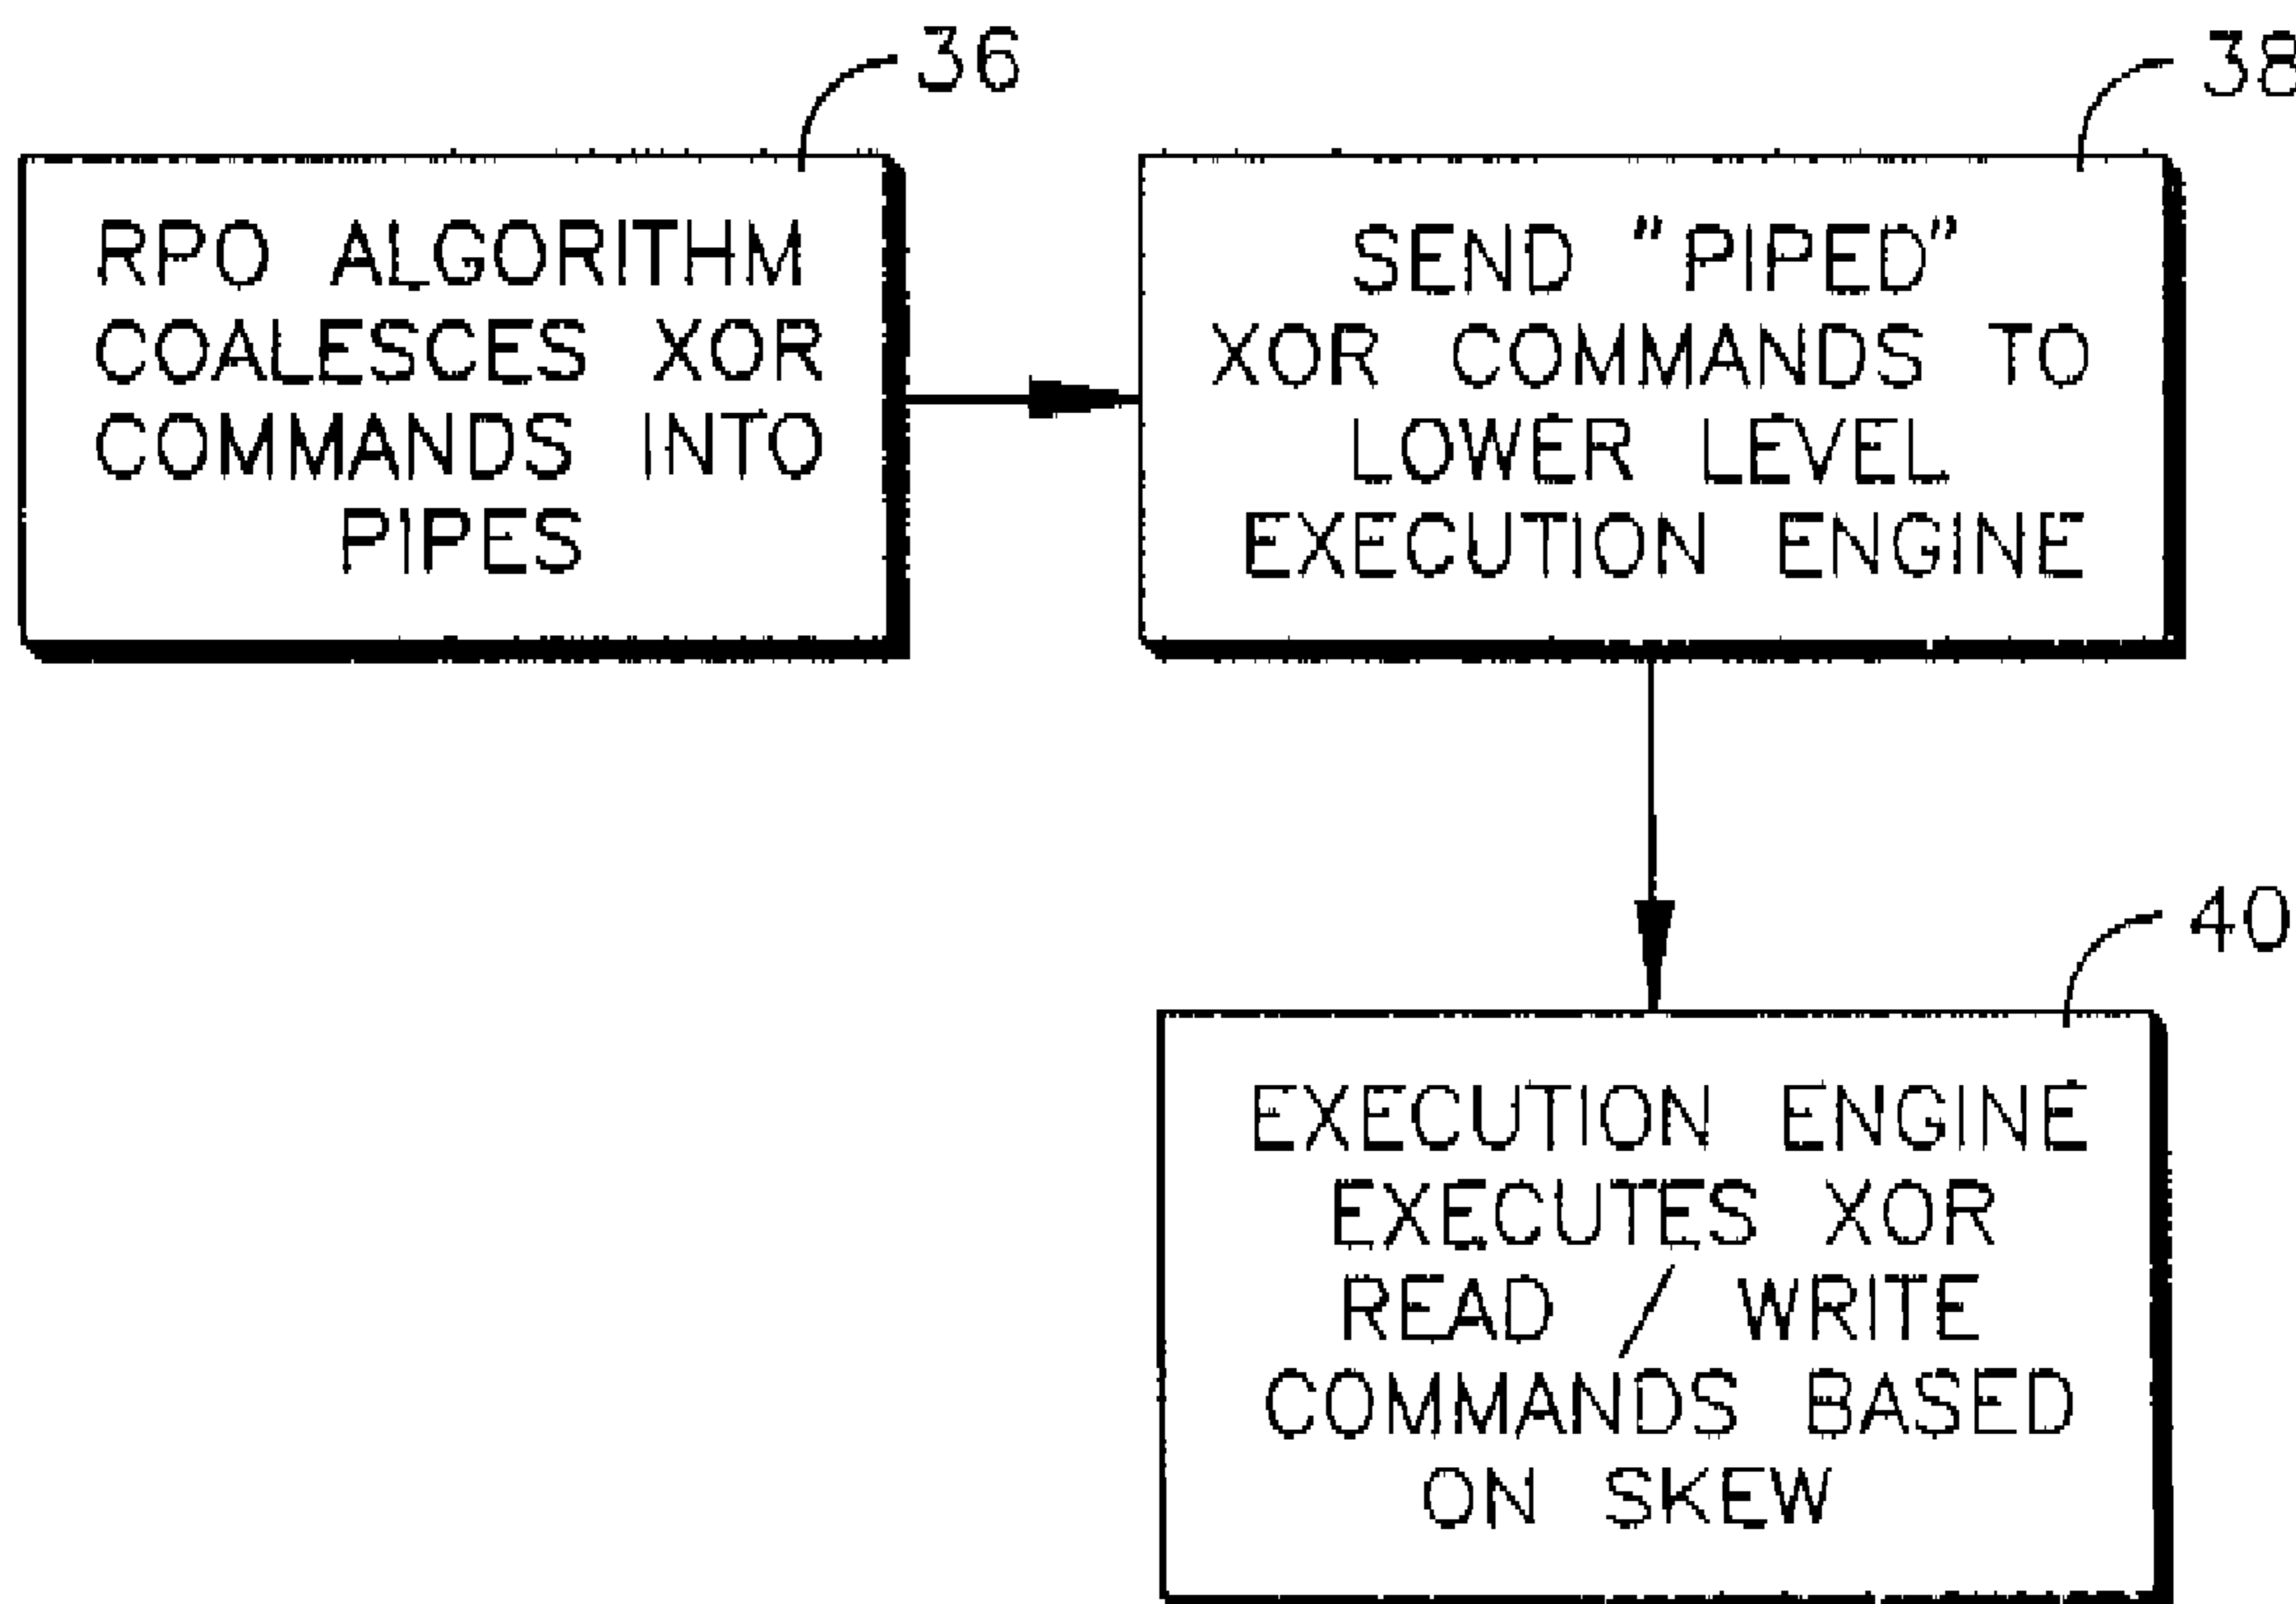 36
RPO ALGORITHM
COALESCES XOR
COMMANDS INTO
PIPES
38
SEND "PIPED"
XOR COMMANDS TO
LOWER LEVEL
EXECUTION ENGINE
40
EXECUTION ENGINE
EXECUTES XOR
READ / WRITE
COMMANDS BASED
ON SKEW